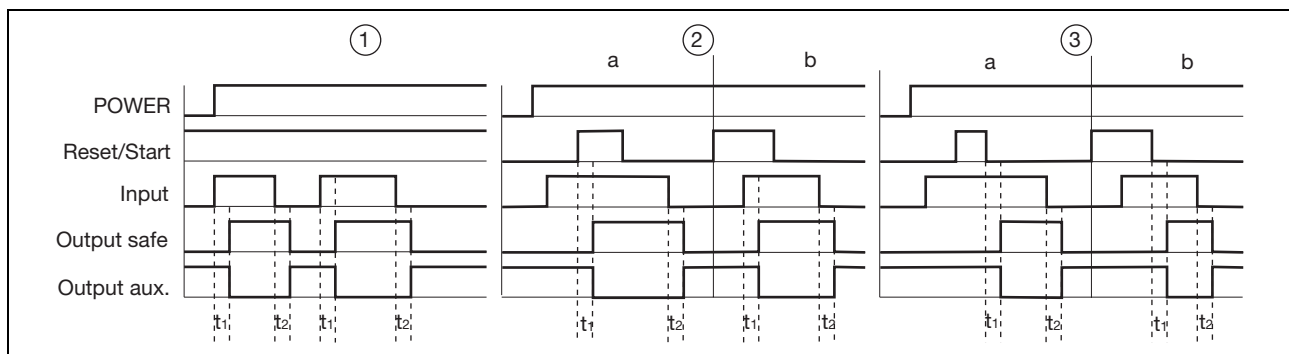 ① ② ③
a b a b
POWER
Reset/Start
Input
Output safe
Output aux.
t1 t2 t1 t2 t1 t2 t1 t2 t1 t2 t1 t2